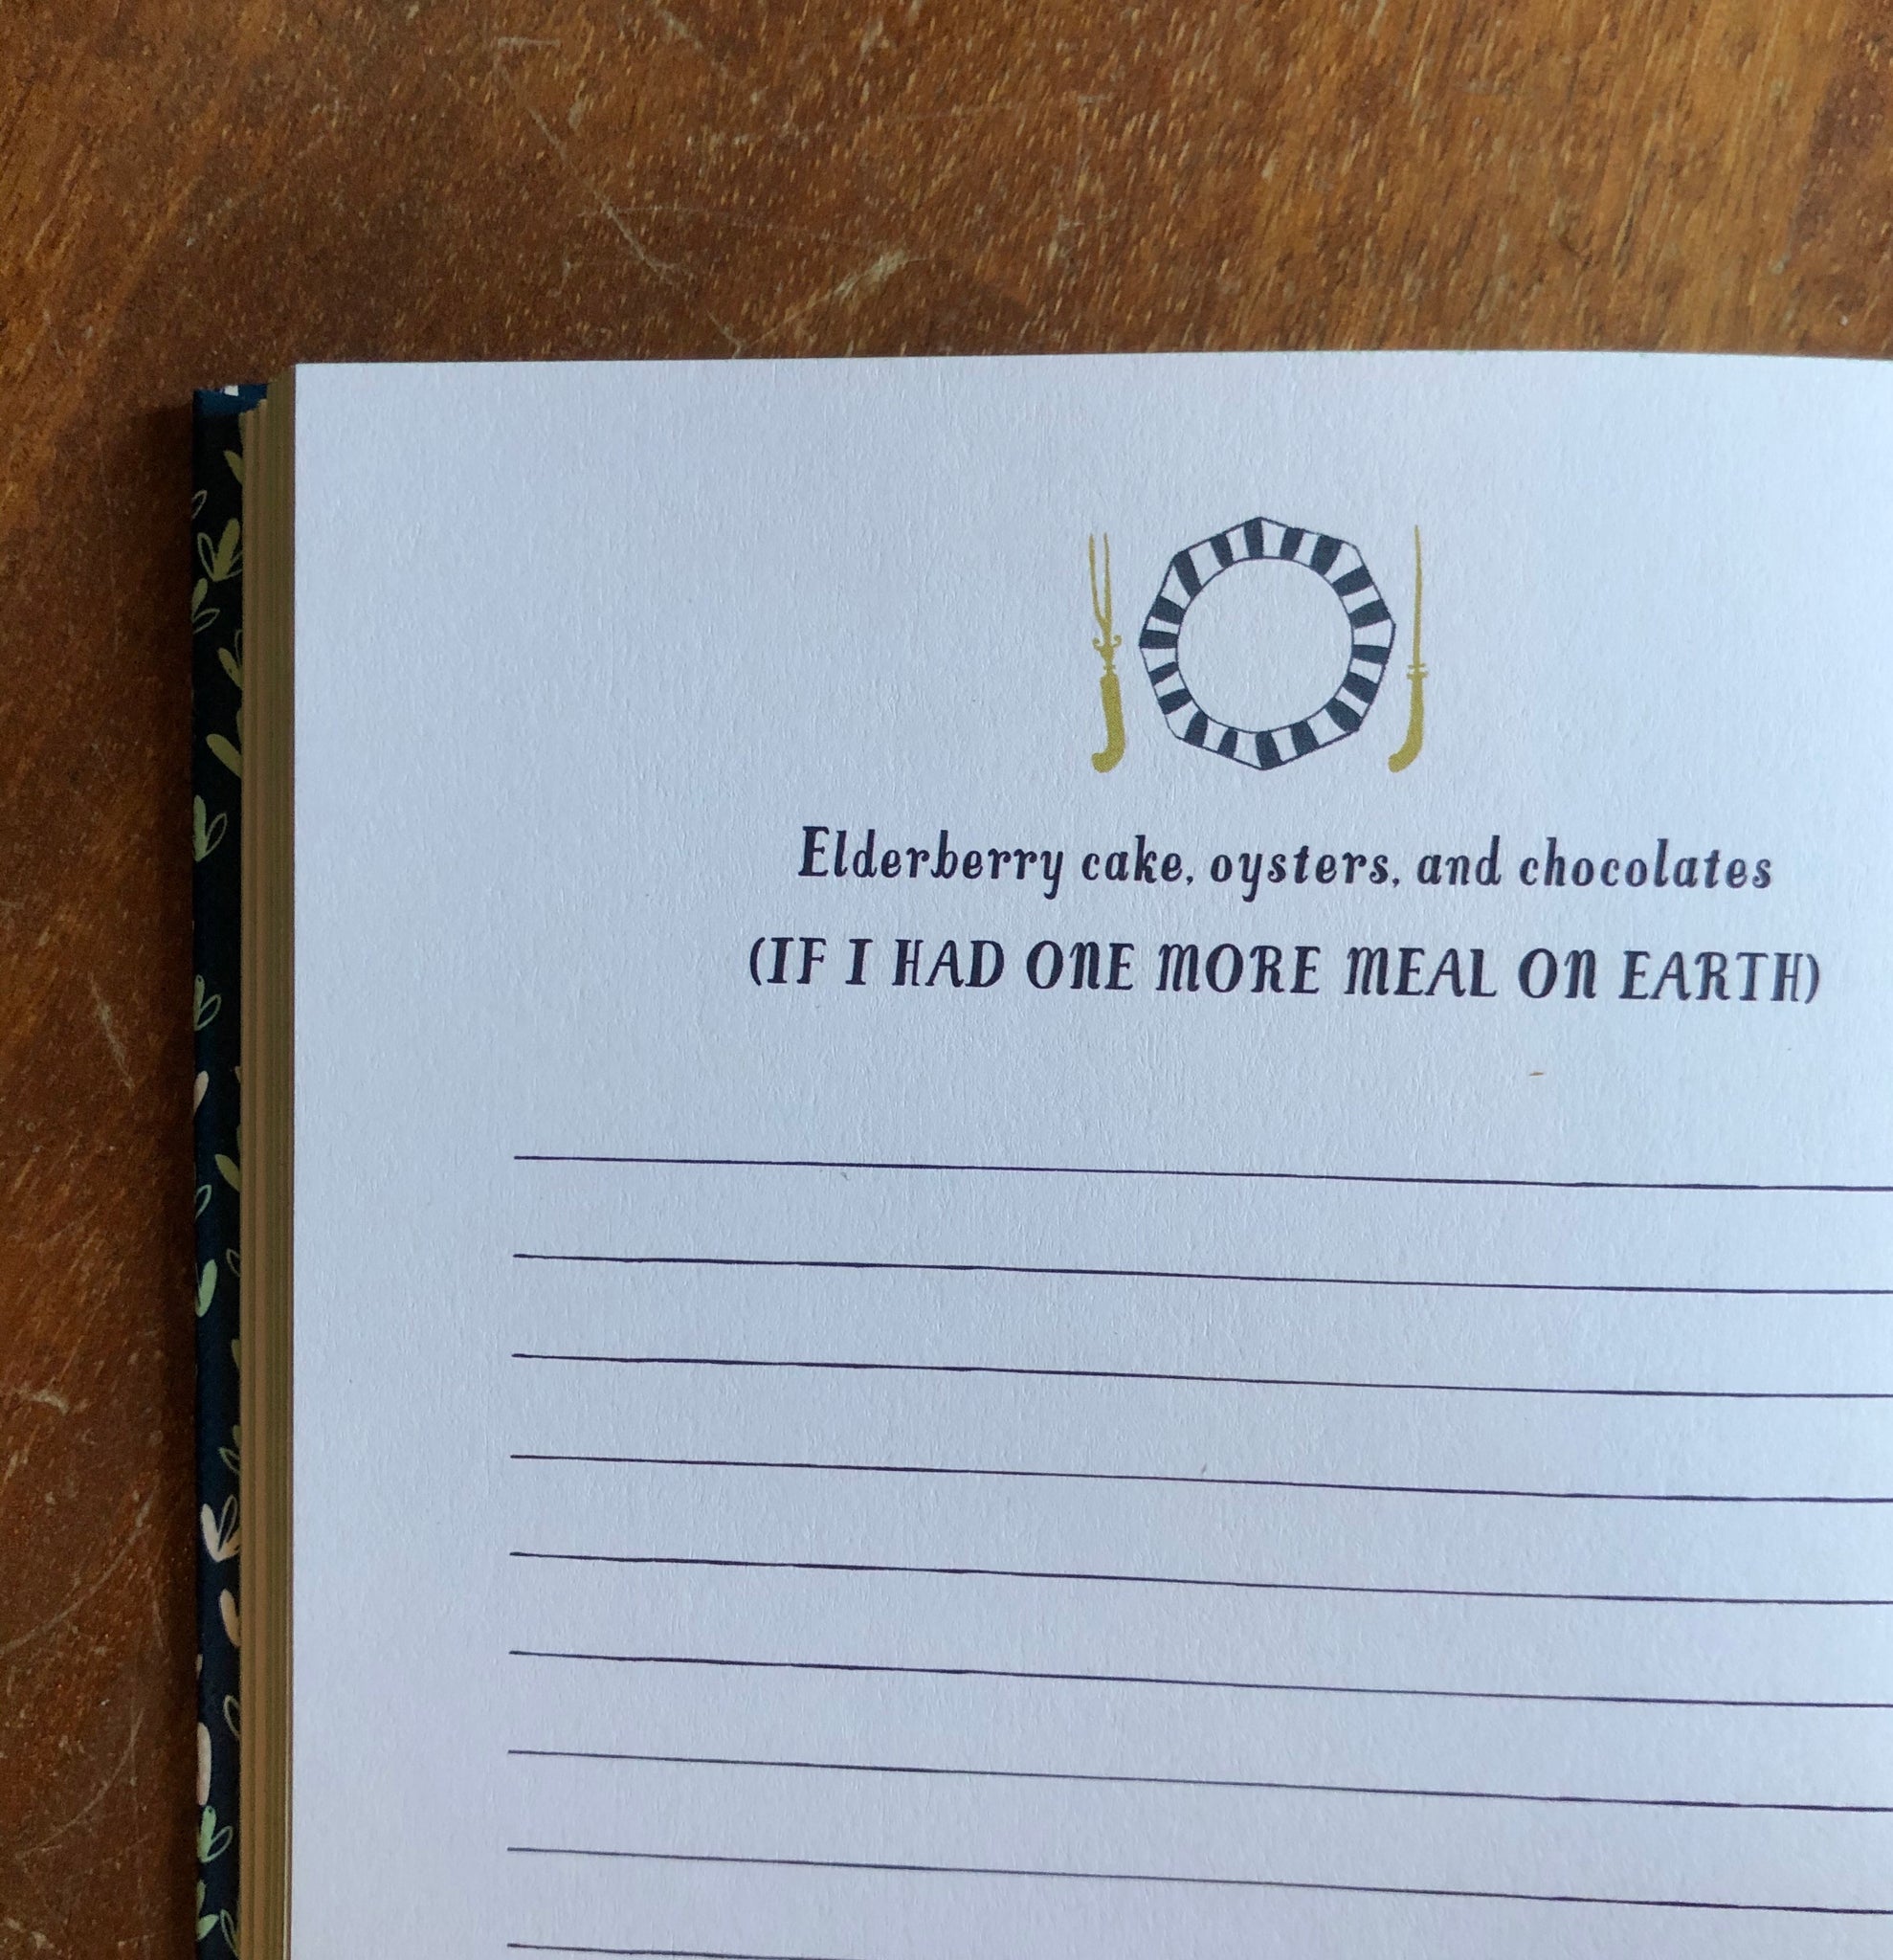 Elderberry cake, oysters, and chocolates
(IF I HAD ONE MORE MEAL ON EARTH)